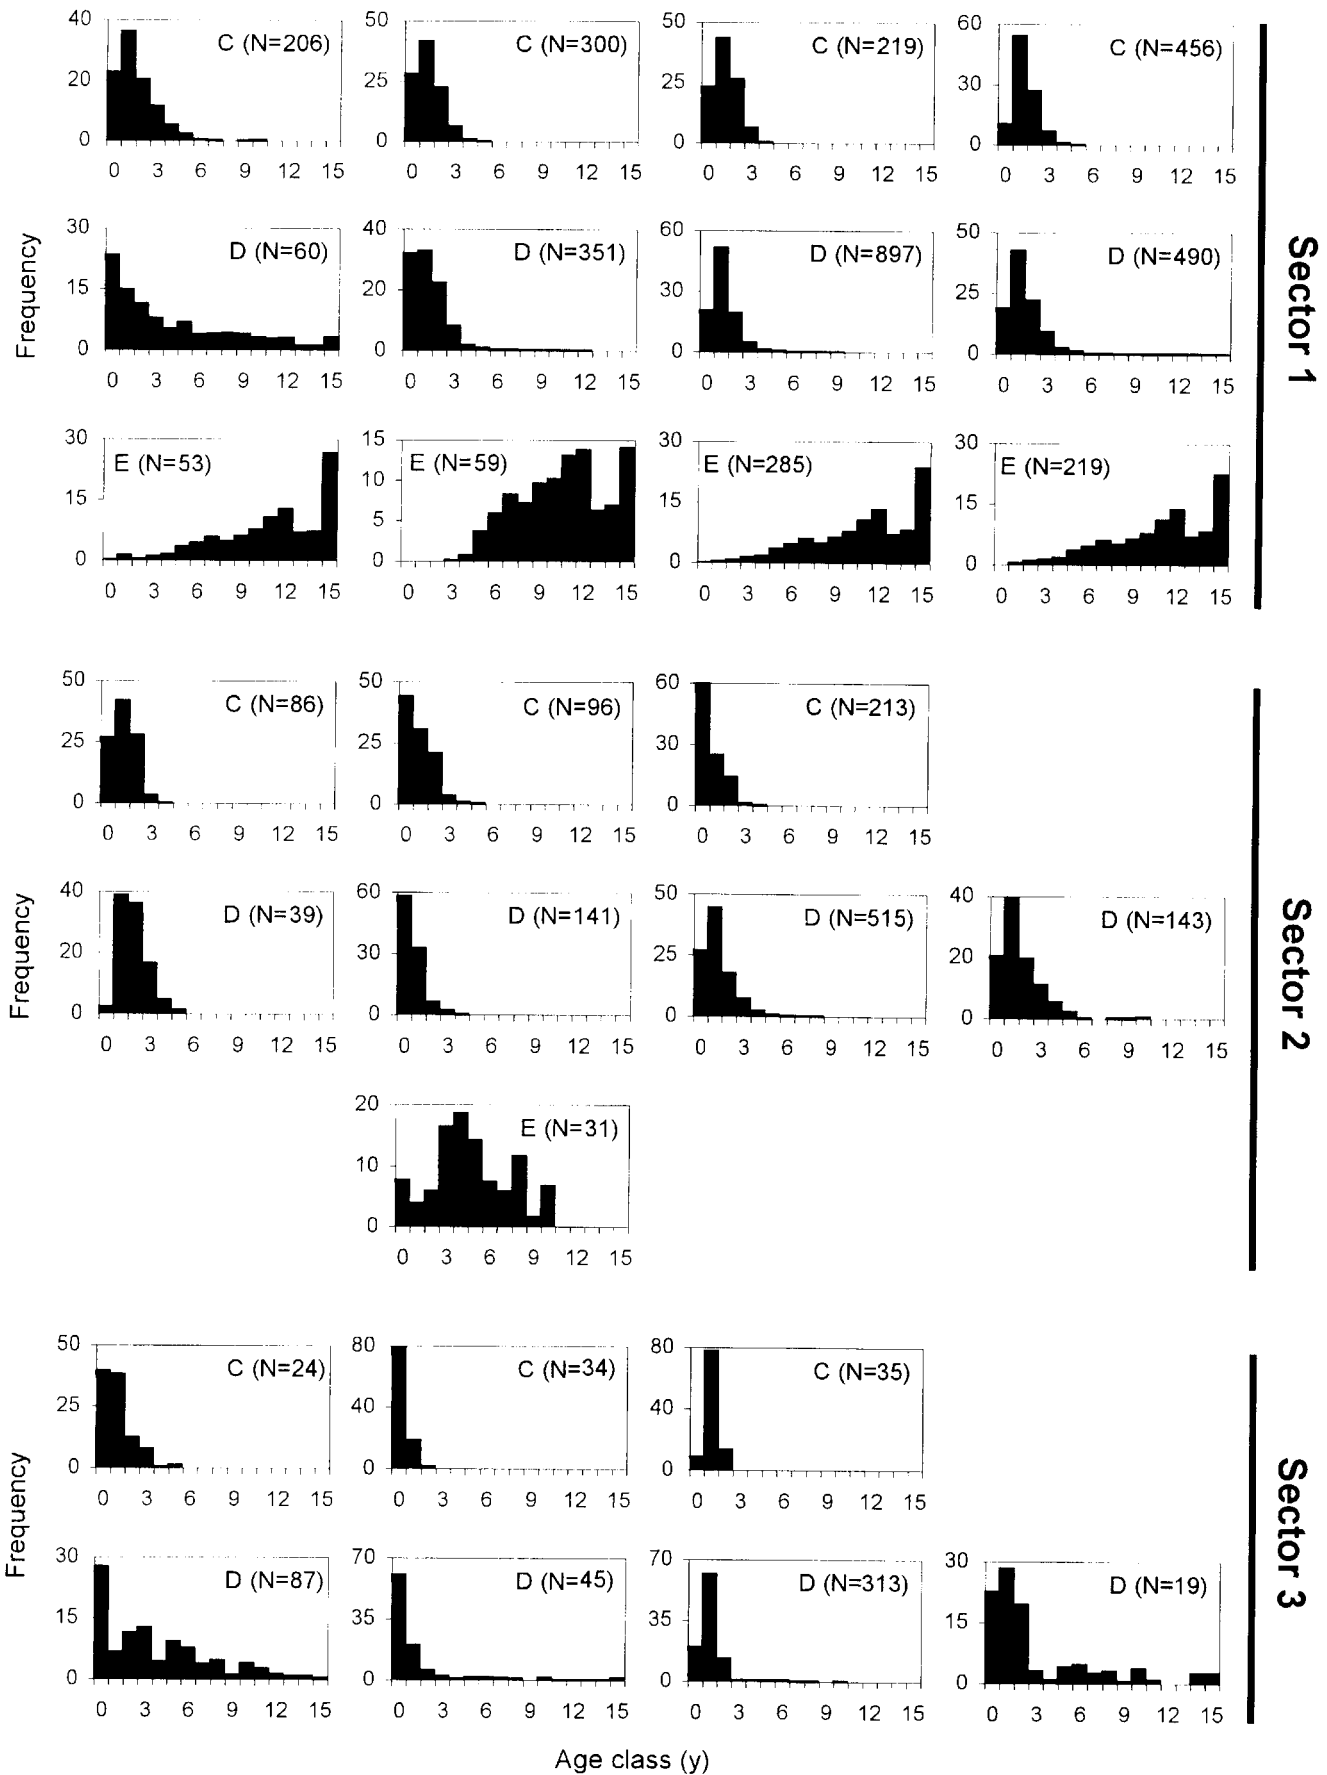 C (N=206)
40
20
0
0 3 6 9 12 15
C (N=300)
50
25
0
0 3 6 9 12 15
C (N=219)
50
25
0
0 3 6 9 12 15
C (N=456)
60
30
0
0 3 6 9 12 15
Sector 1
Frequency
D (N=60)
30
15
0
0 3 6 9 12 15
D (N=351)
40
20
0
0 3 6 9 12 15
D (N=897)
60
30
0
0 3 6 9 12 15
D (N=490)
50
25
0
0 3 6 9 12 15
E (N=53)
30
15
0
0 3 6 9 12 15
E (N=59)
15
10
5
0
0 3 6 9 12 15
E (N=285)
30
15
0
0 3 6 9 12 15
E (N=219)
30
15
0
0 3 6 9 12 15
C (N=86)
50
25
0
0 3 6 9 12 15
C (N=96)
50
25
0
0 3 6 9 12 15
C (N=213)
60
30
0
0 3 6 9 12 15
Sector 2
Frequency
D (N=39)
40
20
0
0 3 6 9 12 15
D (N=141)
60
30
0
0 3 6 9 12 15
D (N=515)
50
25
0
0 3 6 9 12 15
D (N=143)
40
20
0
0 3 6 9 12 15
E (N=31)
20
10
0
0 3 6 9 12 15
C (N=24)
50
25
0
0 3 6 9 12 15
C (N=34)
80
40
0
0 3 6 9 12 15
C (N=35)
80
40
0
0 3 6 9 12 15
Sector 3
Frequency
D (N=87)
30
15
0
0 3 6 9 12 15
D (N=45)
70
35
0
0 3 6 9 12 15
D (N=313)
70
35
0
0 3 6 9 12 15
D (N=19)
30
15
0
0 3 6 9 12 15
Age class (y)